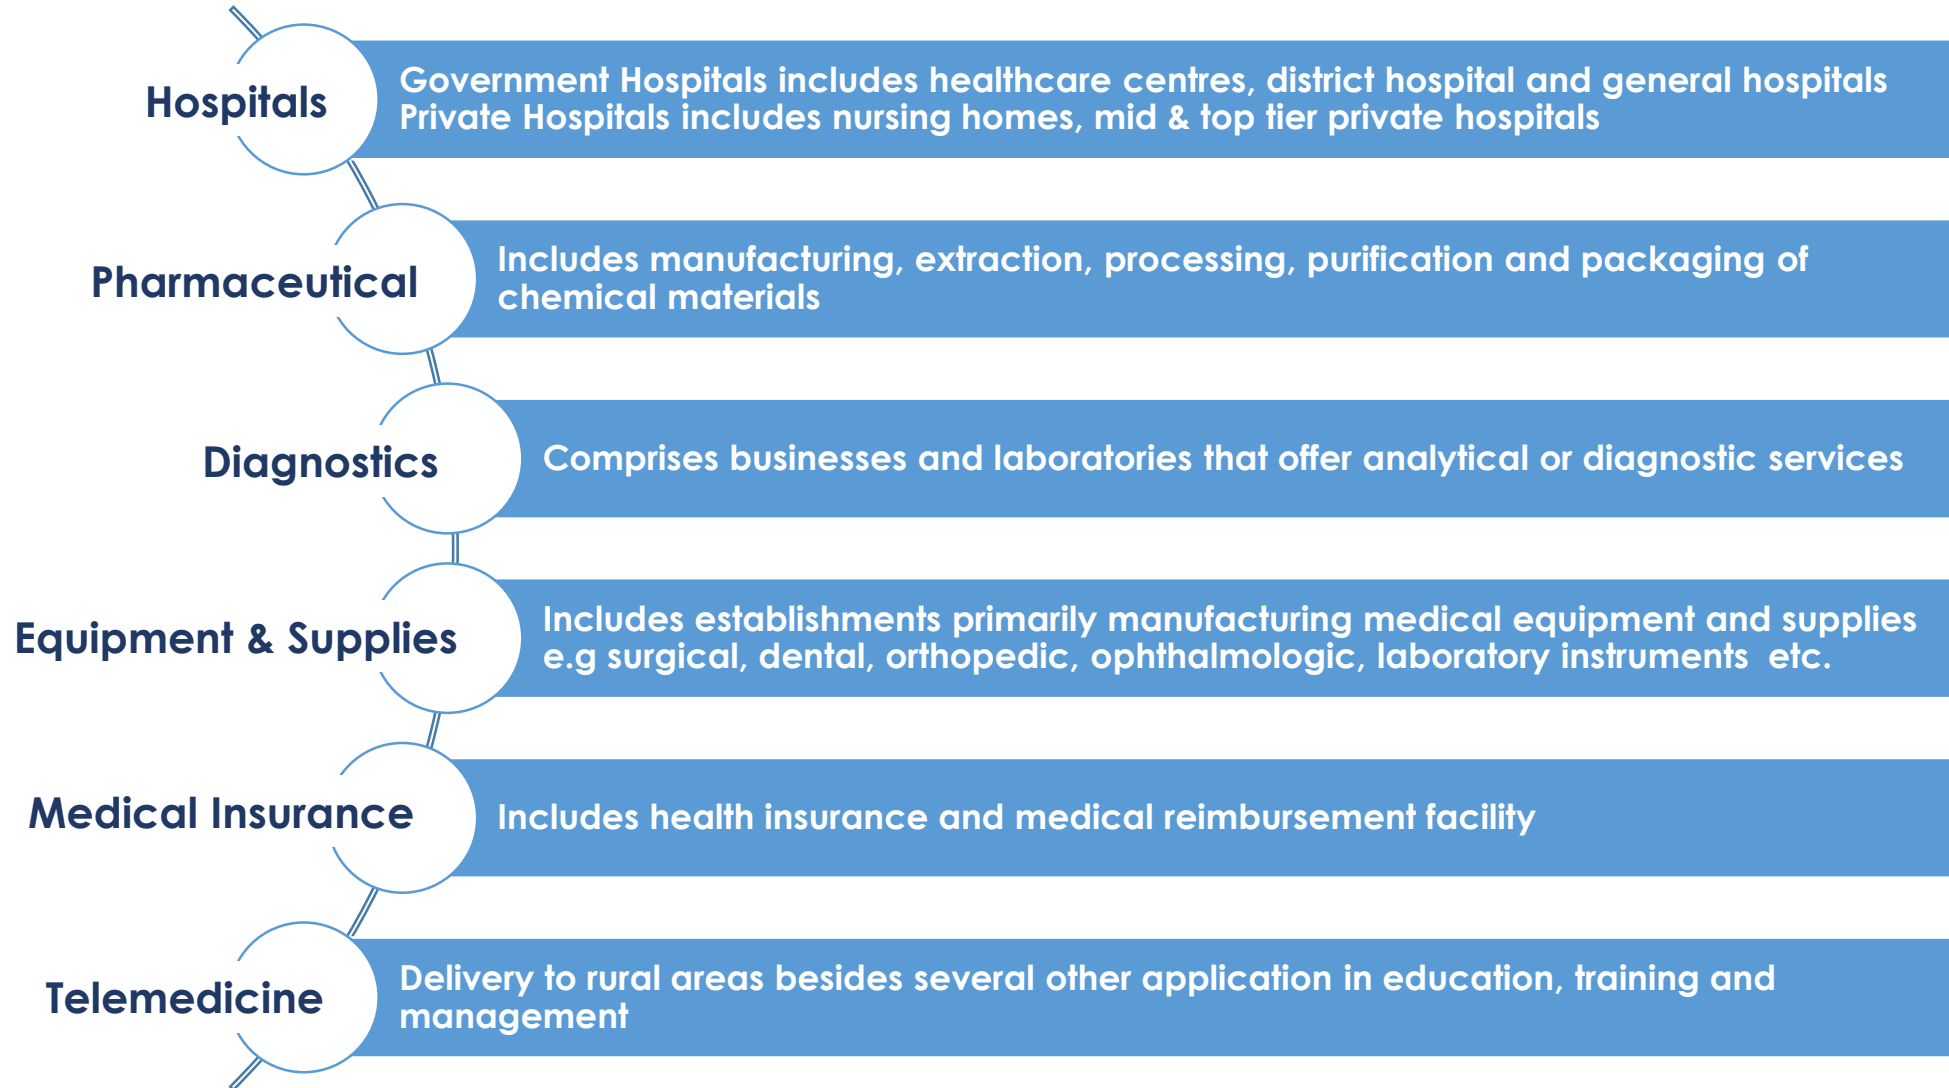 Hospitals
Government Hospitals includes healthcare centres, district hospital and general hospitals
Private Hospitals includes nursing homes, mid & top tier private hospitals
Pharmaceutical
Includes manufacturing, extraction, processing, purification and packaging of
chemical materials
Diagnostics
Comprises businesses and laboratories that offer analytical or diagnostic services
Equipment & Supplies
Includes establishments primarily manufacturing medical equipment and supplies
e.g surgical, dental, orthopedic, ophthalmologic, laboratory instruments  etc.
Medical Insurance
Includes health insurance and medical reimbursement facility
Telemedicine
Delivery to rural areas besides several other application in education, training and
management